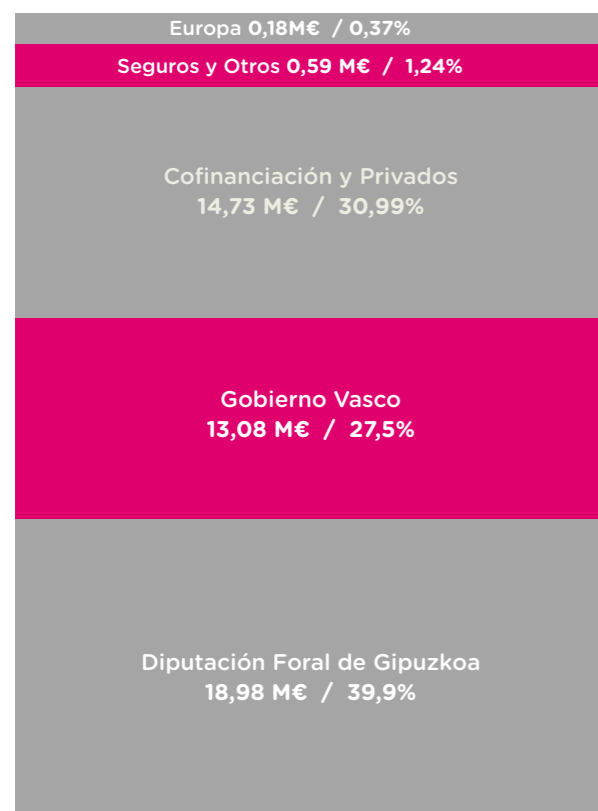 Europa 0,18M€ / 0,37%
Seguros y Otros 0,59 M€ / 1,24%
Cofinanciación y Privados
14,73 M€ / 30,99%
Gobierno Vasco
13,08 M€ / 27,5%
Diputación Foral de Gipuzkoa
18,98 M€ / 39,9%